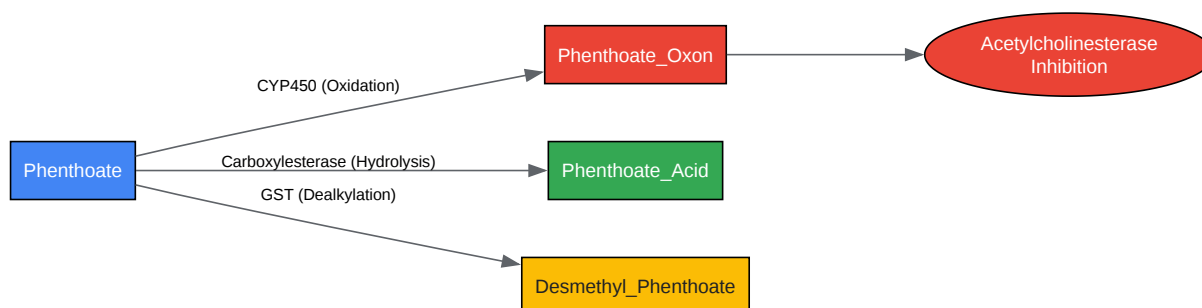 Phenthoate_Oxon
Acetylcholinesterase
Inhibition
CYP450 (Oxidation)
Phenthoate
Carboxylesterase (Hydrolysis)
Phenthoate_Acid
GST (Dealkylation)
Desmethyl_Phenthoate